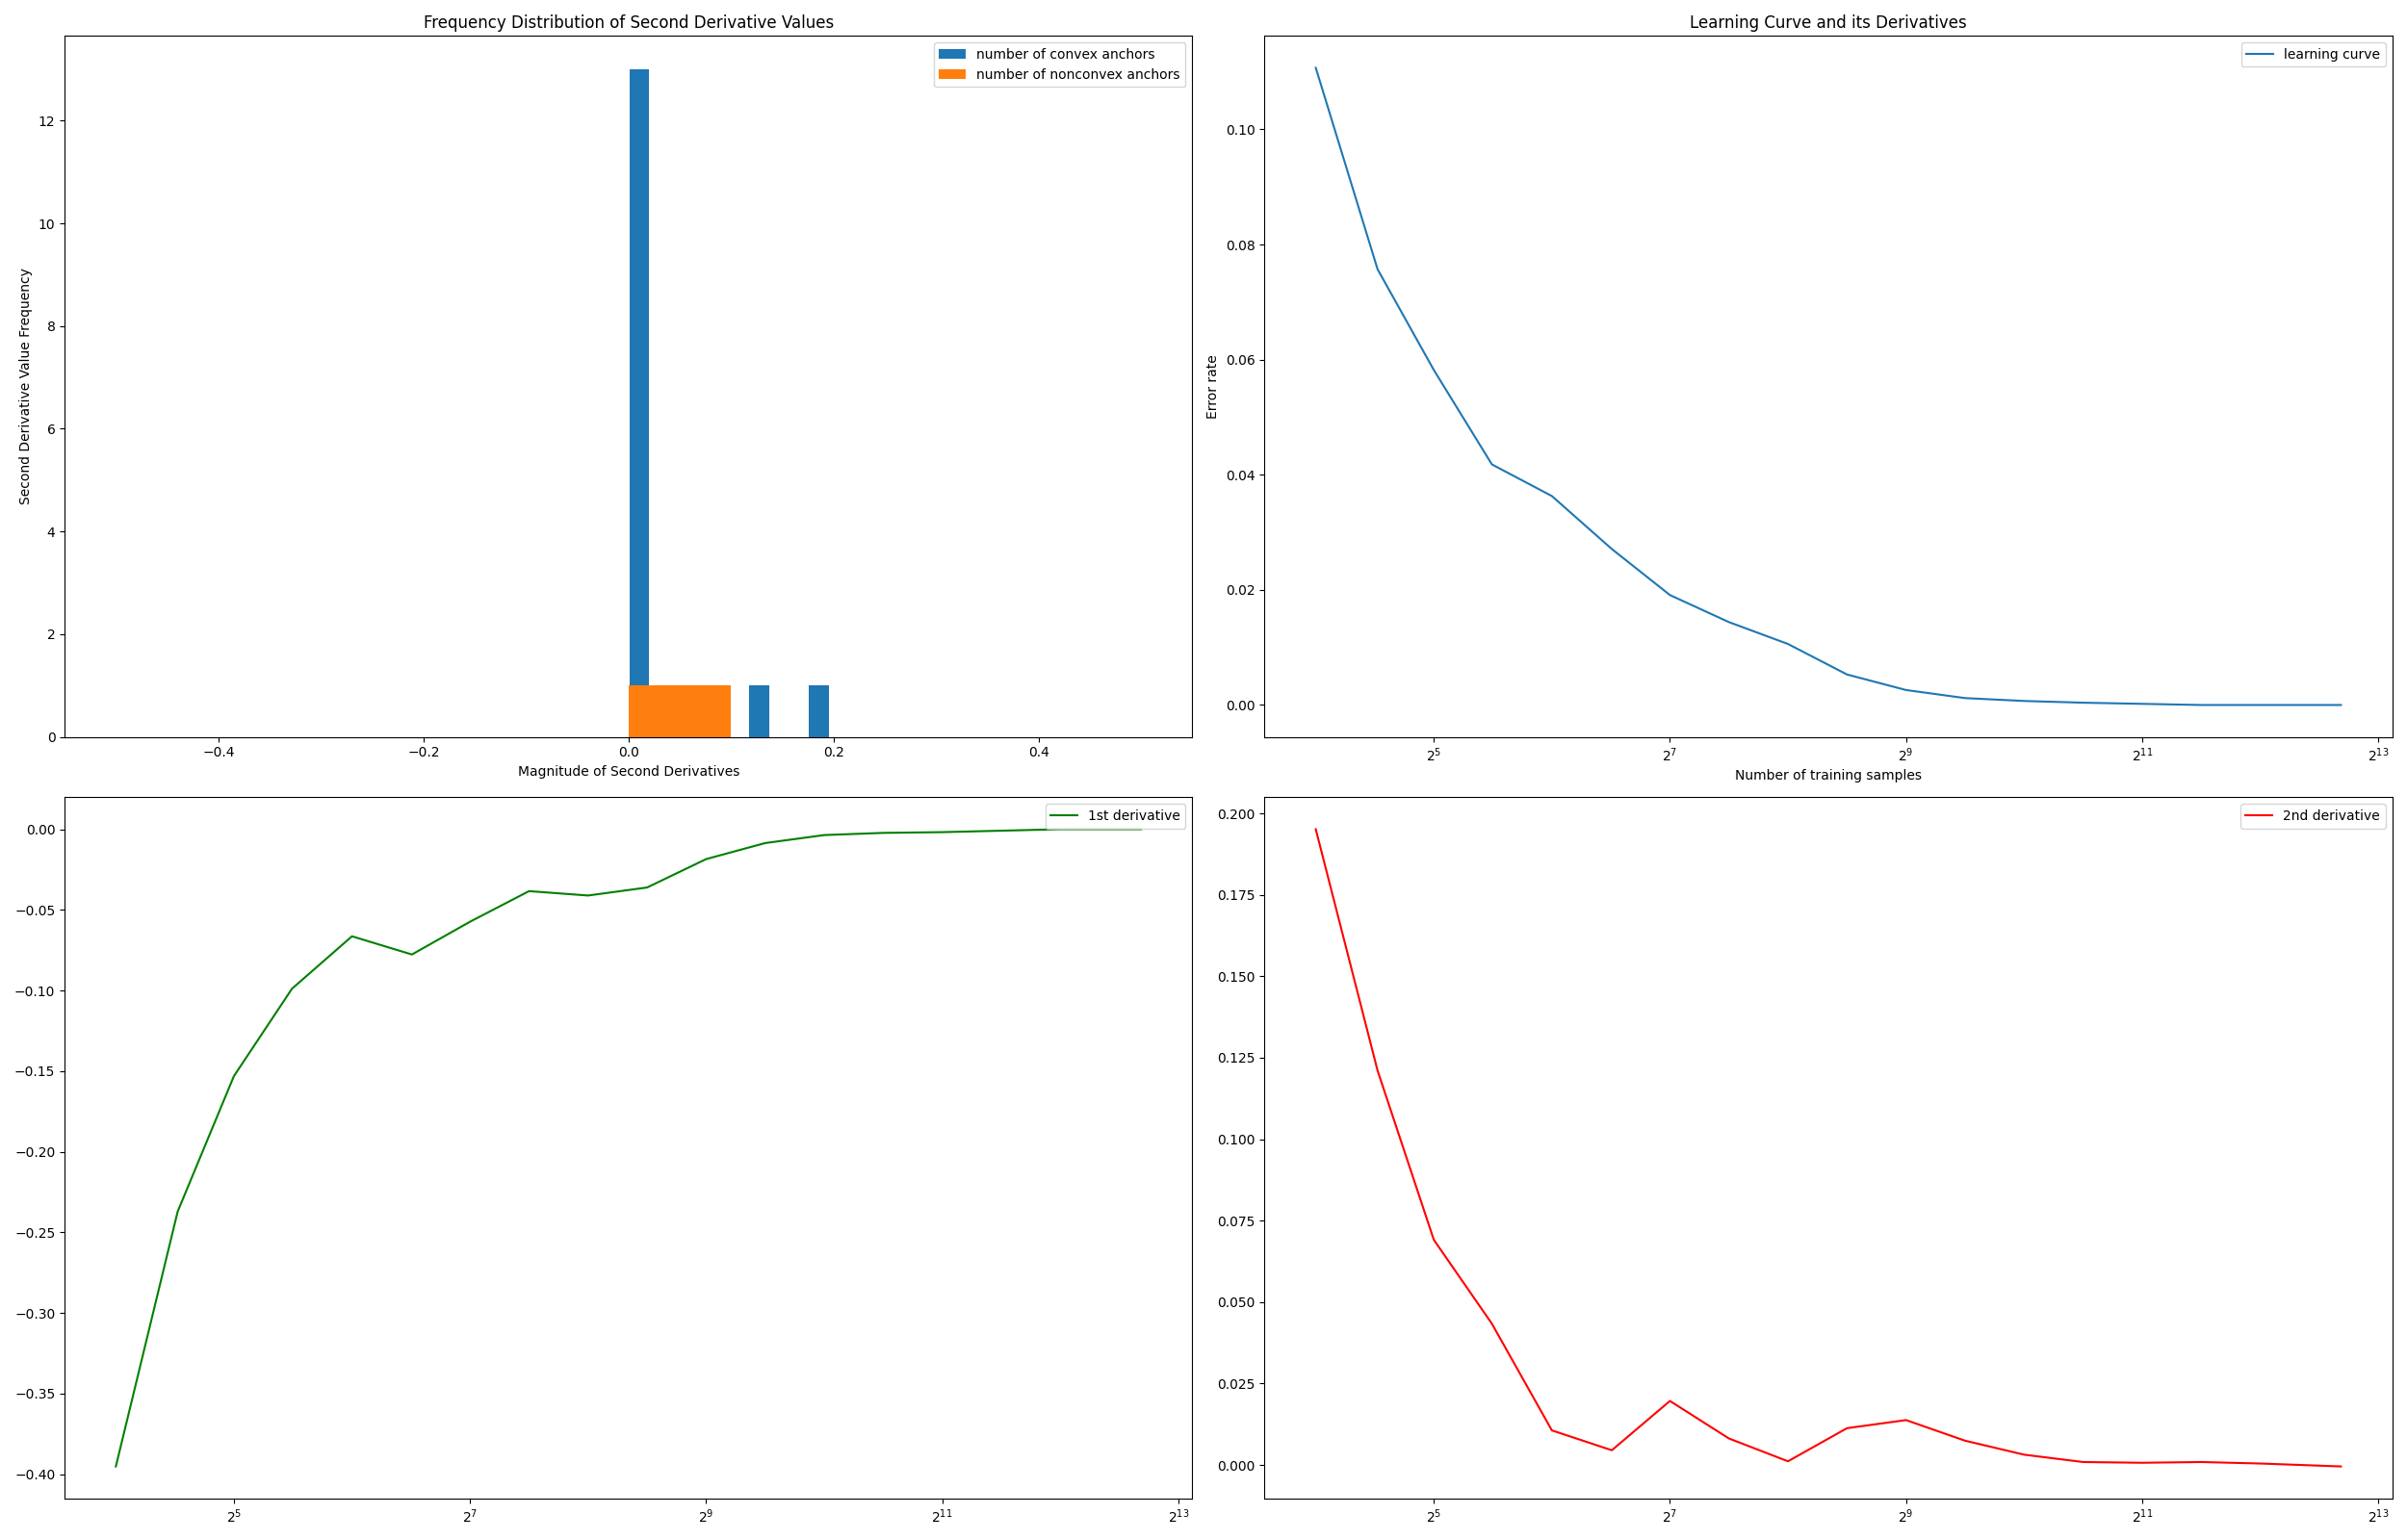 Frequency Distribution of Second Derivative Values
number of convex anchors
number of nonconvex anchors
12
10
8
6
4
2
0
Second Derivative Value Frequency
−0.4 −0.2 0.0 0.2 0.4
Magnitude of Second Derivatives
Learning Curve and its Derivatives
learning curve
0.10
0.08
0.06
0.04
0.02
0.00
Error rate
2^5 2^7 2^9 2^11 2^13
Number of training samples
1st derivative
0.00
−0.05
−0.10
−0.15
−0.20
−0.25
−0.30
−0.35
−0.40
2^5 2^7 2^9 2^11 2^13
2nd derivative
0.200
0.175
0.150
0.125
0.100
0.075
0.050
0.025
0.000
2^5 2^7 2^9 2^11 2^13